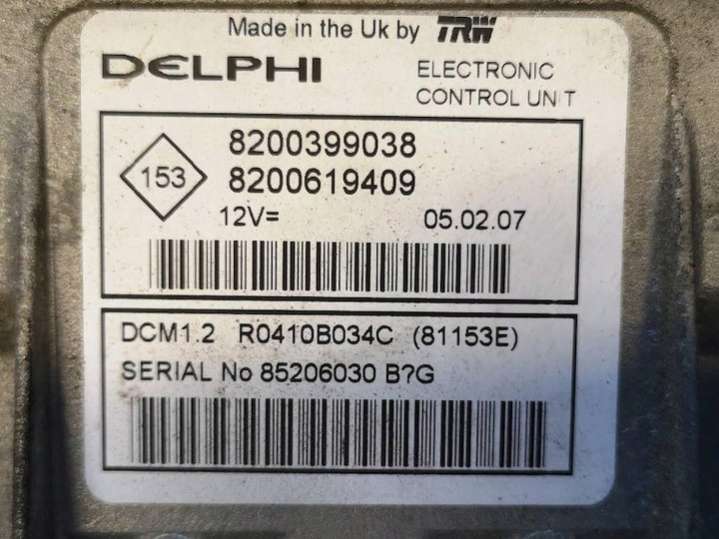 Made in the Uk by TRW
DELPHI
ELECTRONIC
CONTROL UNIT
153
8200399038
8200619409
12V=
05.02.07
DCM1.2 R0410B034C (81153E)
SERIAL No 85206030 B?G